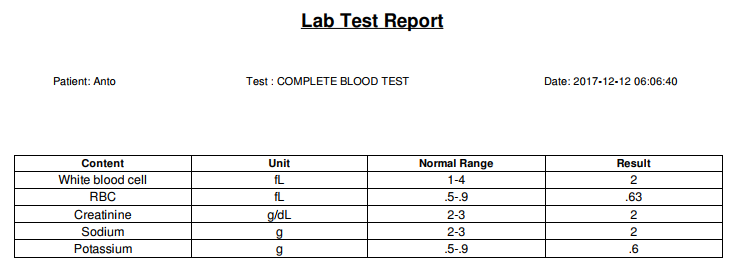 Lab Test Report
Patient: Anto Test : COMPLETE BLOOD TEST Date: 2017-12-12 06:06:40
Content Unit Normal Range Result
White blood cell fL 1-4 2
RBC fL .5-.9 .63
Creatinine g/dL 2-3 2
Sodium g 2-3 2
Potassium g .5-.9 .6